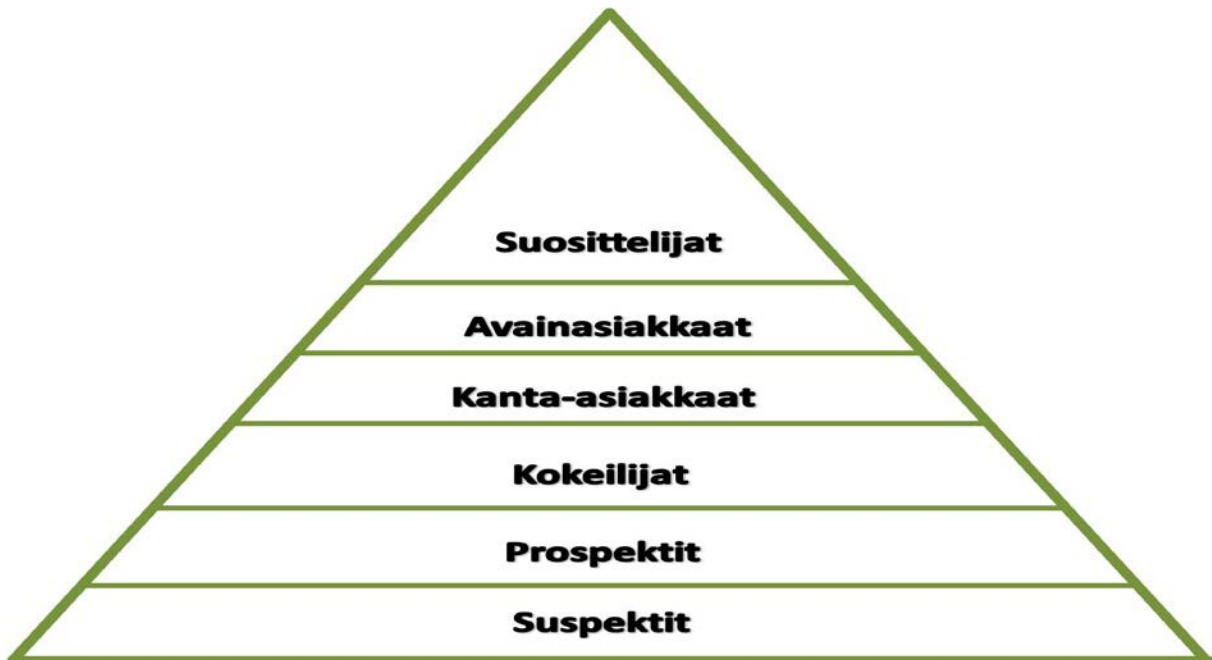 Suosittelijat
Avainasiakkaat
Kanta-asiakkaat
Kokeilijat
Prospektit
Suspektit